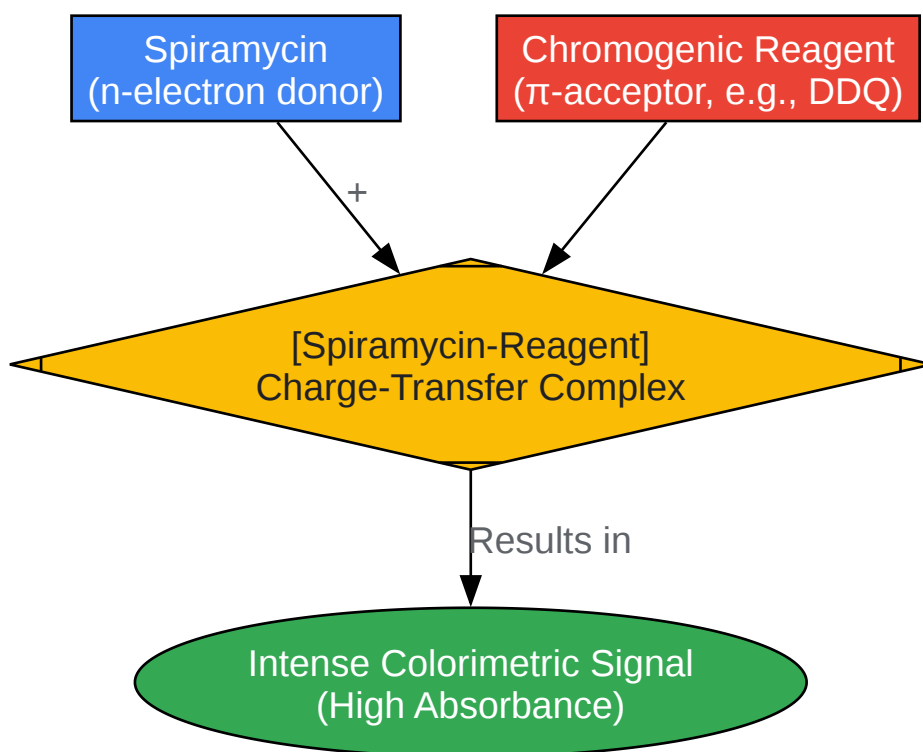 Spiramycin
(n-electron donor)
Chromogenic Reagent
(π-acceptor, e.g., DDQ)
+
[Spiramycin-Reagent]
Charge-Transfer Complex
Results in
Intense Colorimetric Signal
(High Absorbance)